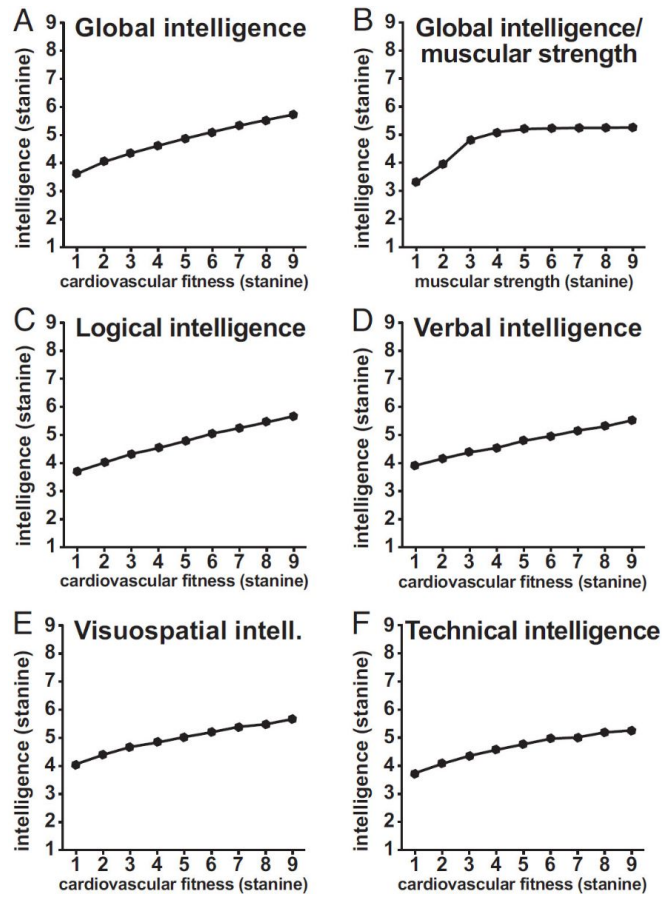 A
Global intelligence
intelligence (stanine)
9
8
7
6
5
4
3
2
1
1 2 3 4 5 6 7 8 9
cardiovascular fitness (stanine)
B
Global intelligence/
muscular strength
intelligence (stanine)
9
8
7
6
5
4
3
2
1
1 2 3 4 5 6 7 8 9
muscular strength (stanine)
C
Logical intelligence
intelligence (stanine)
9
8
7
6
5
4
3
2
1
1 2 3 4 5 6 7 8 9
cardiovascular fitness (stanine)
D
Verbal intelligence
intelligence (stanine)
9
8
7
6
5
4
3
2
1
1 2 3 4 5 6 7 8 9
cardiovascular fitness (stanine)
E
Visuospatial intell.
intelligence (stanine)
9
8
7
6
5
4
3
2
1
1 2 3 4 5 6 7 8 9
cardiovascular fitness (stanine)
F
Technical intelligence
intelligence (stanine)
9
8
7
6
5
4
3
2
1
1 2 3 4 5 6 7 8 9
cardiovascular fitness (stanine)